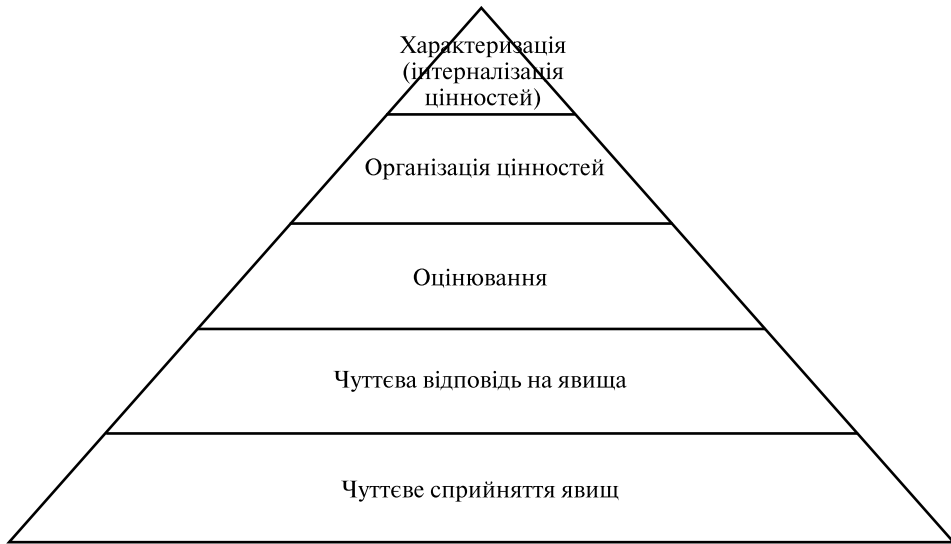 Характеризація
(інтерналізація
цінностей)
Організація цінностей
Оцінювання
Чуттєва відповідь на явища
Чуттєве сприйняття явищ